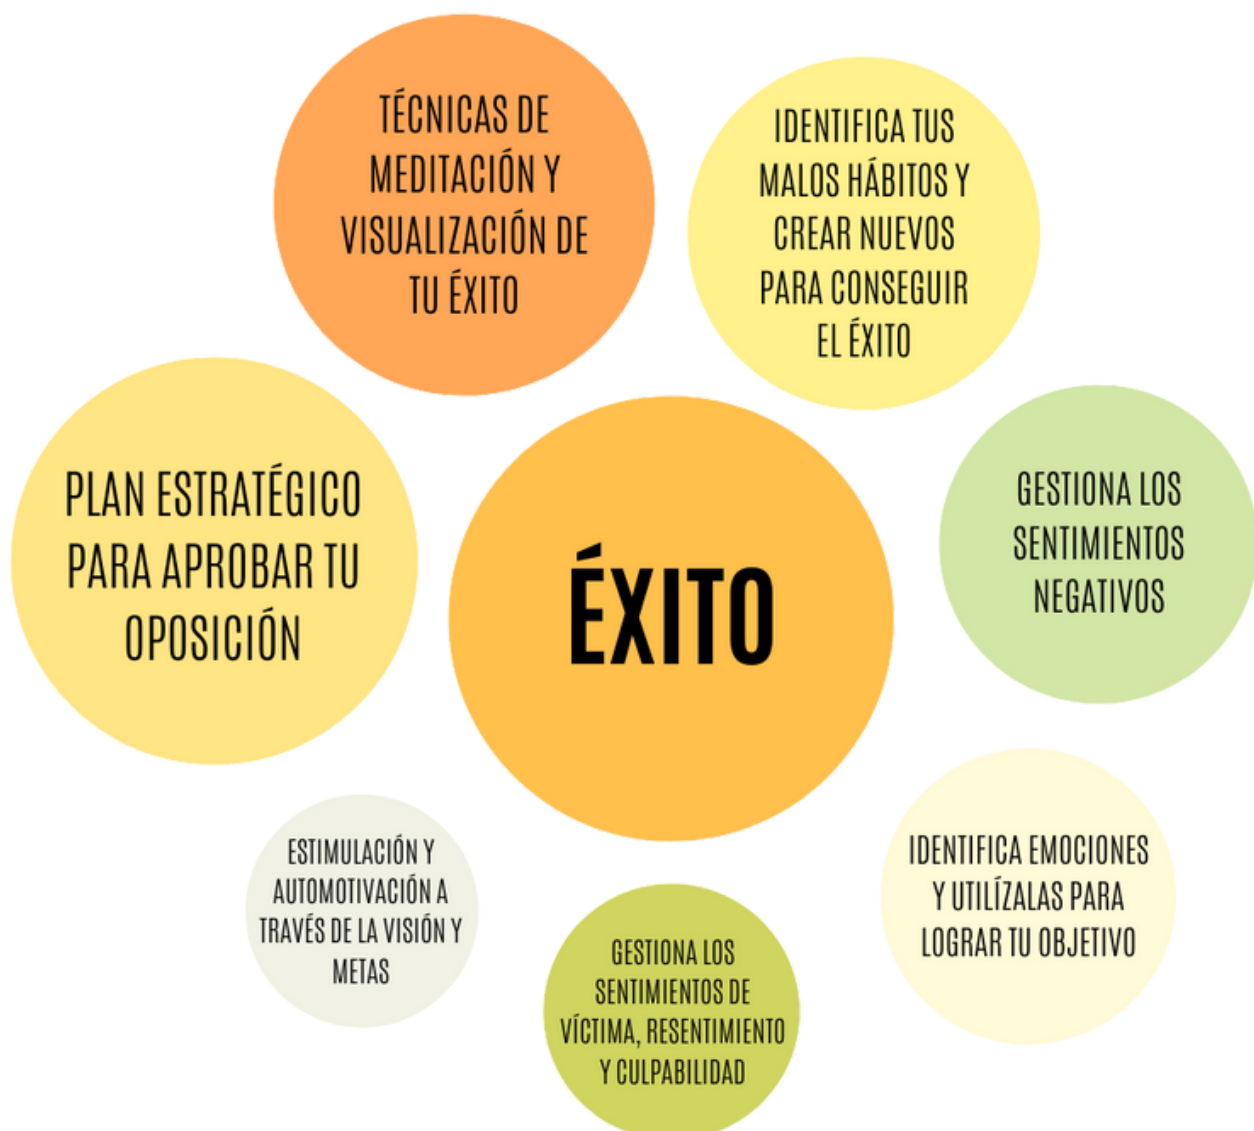 TÉCNICAS DE
MEDITACIÓN Y
VISUALIZACIÓN DE
TU ÉXITO
IDENTIFICA TUS
MALOS HÁBITOS Y
CREAR NUEVOS
PARA CONSEGUIR
EL ÉXITO
PLAN ESTRATÉGICO
PARA APROBAR TU
OPOSICIÓN
ÉXITO
GESTIONA LOS
SENTIMIENTOS
NEGATIVOS
ESTIMULACIÓN Y
AUTOMOTIVACIÓN A
TRAVÉS DE LA VISIÓN Y
METAS
GESTIONA LOS
SENTIMIENTOS DE
VÍCTIMA, RESENTIMIENTO
Y CULPABILIDAD
IDENTIFICA EMOCIONES
Y UTILÍZALAS PARA
LOGRAR TU OBJETIVO